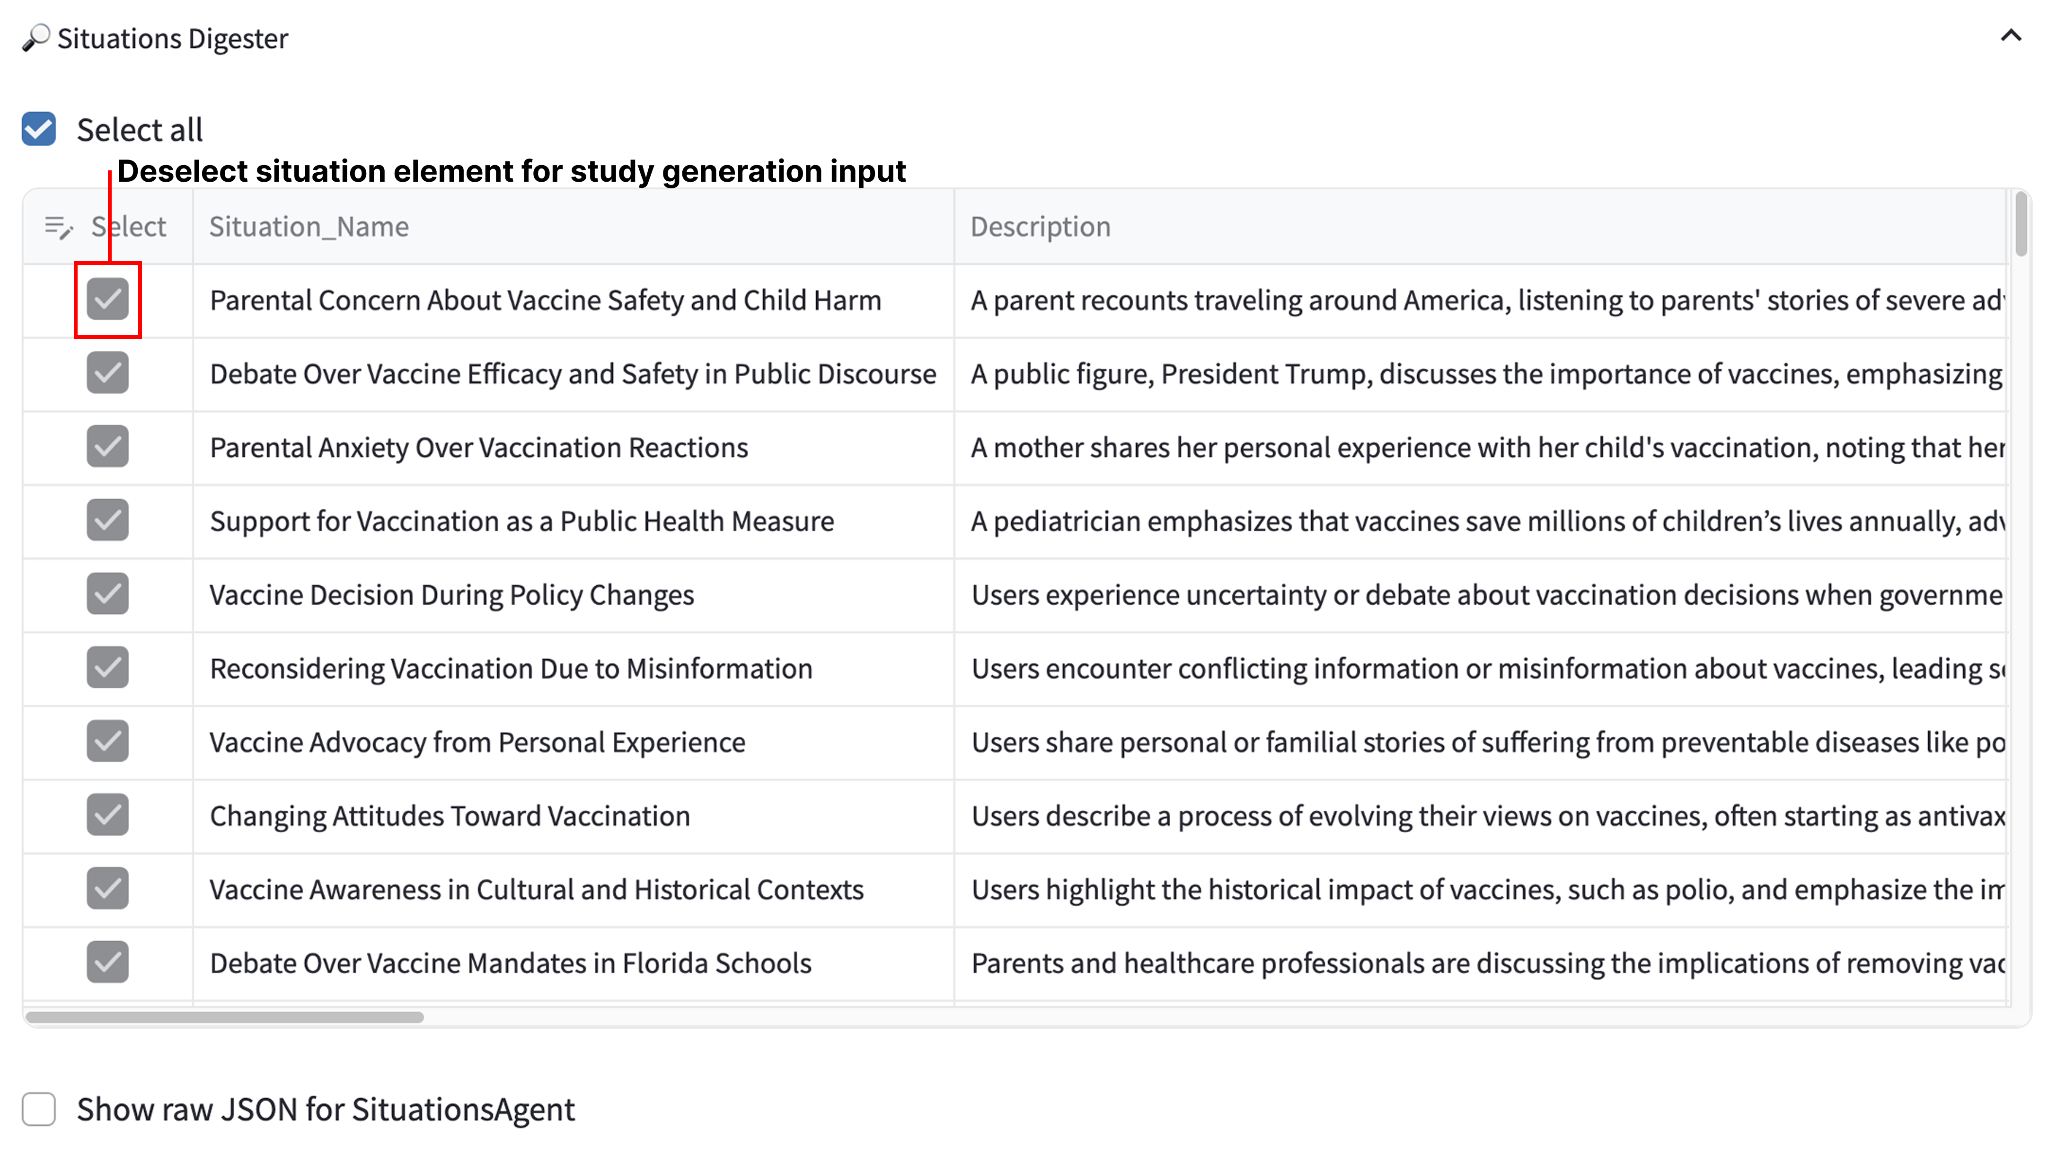 Situations Digester
Select all
Deselect situation element for study generation input
Select Situation_Name Description
Parental Concern About Vaccine Safety and Child Harm A parent recounts traveling around America, listening to parents' stories of severe
Debate Over Vaccine Efficacy and Safety in Public Discourse A public figure, President Trump, discusses the importance of vaccines, emphasizing
Parental Anxiety Over Vaccination Reactions A mother shares her personal experience with her child's vaccination, noting that her
Support for Vaccination as a Public Health Measure A pediatrician emphasizes that vaccines save millions of children’s lives annually,
Vaccine Decision During Policy Changes Users experience uncertainty or debate about vaccination decisions when governme
Reconsidering Vaccination Due to Misinformation Users encounter conflicting information or misinformation about vaccines, leading
Vaccine Advocacy from Personal Experience Users share personal or familial stories of suffering from preventable diseases like po
Changing Attitudes Toward Vaccination Users describe a process of evolving their views on vaccines, often starting as antivax
Vaccine Awareness in Cultural and Historical Contexts Users highlight the historical impact of vaccines, such as polio, and emphasize the im
Debate Over Vaccine Mandates in Florida Schools Parents and healthcare professionals are discussing the implications of removing vac
Show raw JSON for SituationsAgent